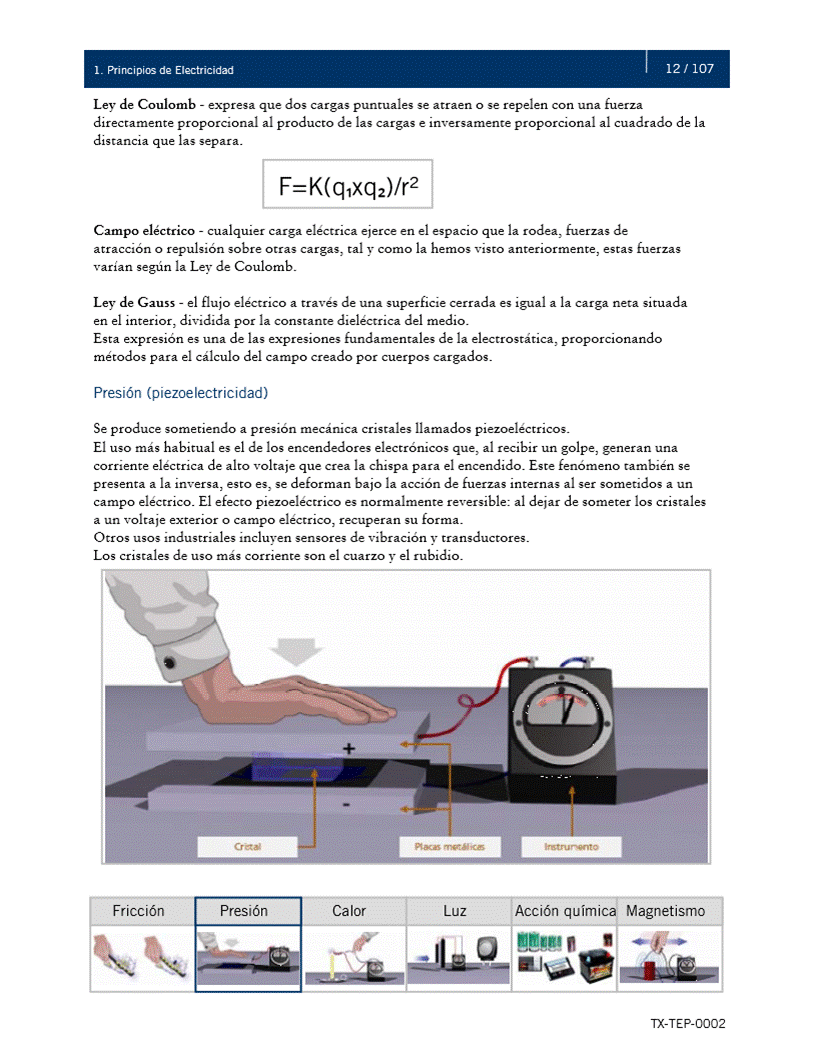 1. Principios de Electricidad 12 / 107
Ley de Coulomb - expresa que dos cargas puntuales se atraen o se repelen con una fuerza
directamente proporcional al producto de las cargas e inversamente proporcional al cuadrado de la
distancia que las separa.
F=K(q₁xq₂)/r²
Campo eléctrico - cualquier carga eléctrica ejerce en el espacio que la rodea, fuerzas de
atracción o repulsión sobre otras cargas, tal y como la hemos visto anteriormente, estas fuerzas
varían según la Ley de Coulomb.
Ley de Gauss - el flujo eléctrico a través de una superficie cerrada es igual a la carga neta situada
en el interior, dividida por la constante dieléctrica del medio.
Esta expresión es una de las expresiones fundamentales de la electrostática, proporcionando
métodos para el cálculo del campo creado por cuerpos cargados.
Presión (piezoelectricidad)
Se produce sometiendo a presión mecánica cristales llamados piezoeléctricos.
El uso más habitual es el de los encendedores electrónicos que, al recibir un golpe, generan una
corriente eléctrica de alto voltaje que crea la chispa para el encendido. Este fenómeno también se
presenta a la inversa, esto es, se deforman bajo la acción de fuerzas internas al ser sometidos a un
campo eléctrico. El efecto piezoeléctrico es normalmente reversible: al dejar de someter los cristales
a un voltaje exterior o campo eléctrico, recuperan su forma.
Otros usos industriales incluyen sensores de vibración y transductores.
Los cristales de uso más corriente son el cuarzo y el rubidio.
+
-
Cristal Placas metálicas Instrumento
Fricción Presión Calor Luz Acción química Magnetismo
TX-TEP-0002